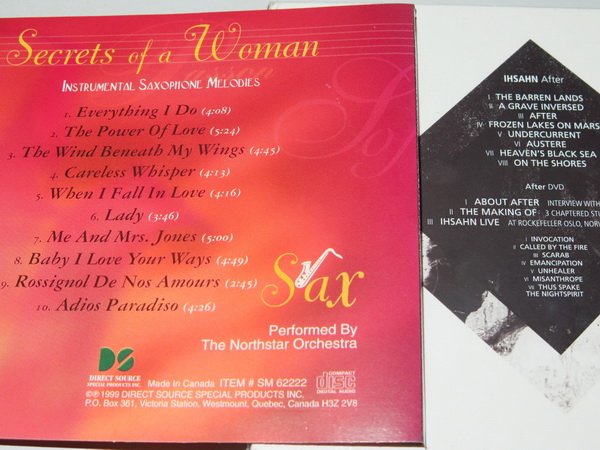 Secrets of a Woman
INSTRUMENTAL SAXOPHONE MELODIES
1. Everything I Do (4:08)
2. The Power Of Love (5:24)
3. The Wind Beneath My Wings (4:45)
4. Careless Whisper (4:13)
5. When I Fall In Love (4:16)
6. Lady (3:46)
7. Me And Mrs. Jones (5:00)
8. Baby I Love Your Ways (4:49)
9. Rossignol De Nos Amours (2:45)
10. Adios Paradiso (4:26)
Sax
Performed By
The Northstar Orchestra
DS
DIRECT SOURCE
SPECIAL PRODUCTS INC.
Made In Canada ITEM # SM 62222
COMPACT
disc
DIGITAL AUDIO
©℗1999 DIRECT SOURCE SPECIAL PRODUCTS INC.
P.O. Box 361, Victoria Station, Westmount, Quebec, Canada H3Z 2V8
IHSAHN After
I THE BARREN LANDS
II A GRAVE INVERSED
III AFTER
IV FROZEN LAKES ON MARS
V UNDERCURRENT
VI AUSTERE
VII HEAVEN'S BLACK SEA
VIII ON THE SHORES
After DVD
I ABOUT AFTER INTERVIEW WITH
II THE MAKING OF 3 CHAPTERED
III IHSAHN LIVE AT ROCKEFELLER OSLO,
I INVOCATION
II CALLED BY THE FIRE
III SCARAB
IV EMANCIPATION
V UNHEALER
VI MISANTHROPE
VII THUS SPAKE
THE NIGHTSPIRIT